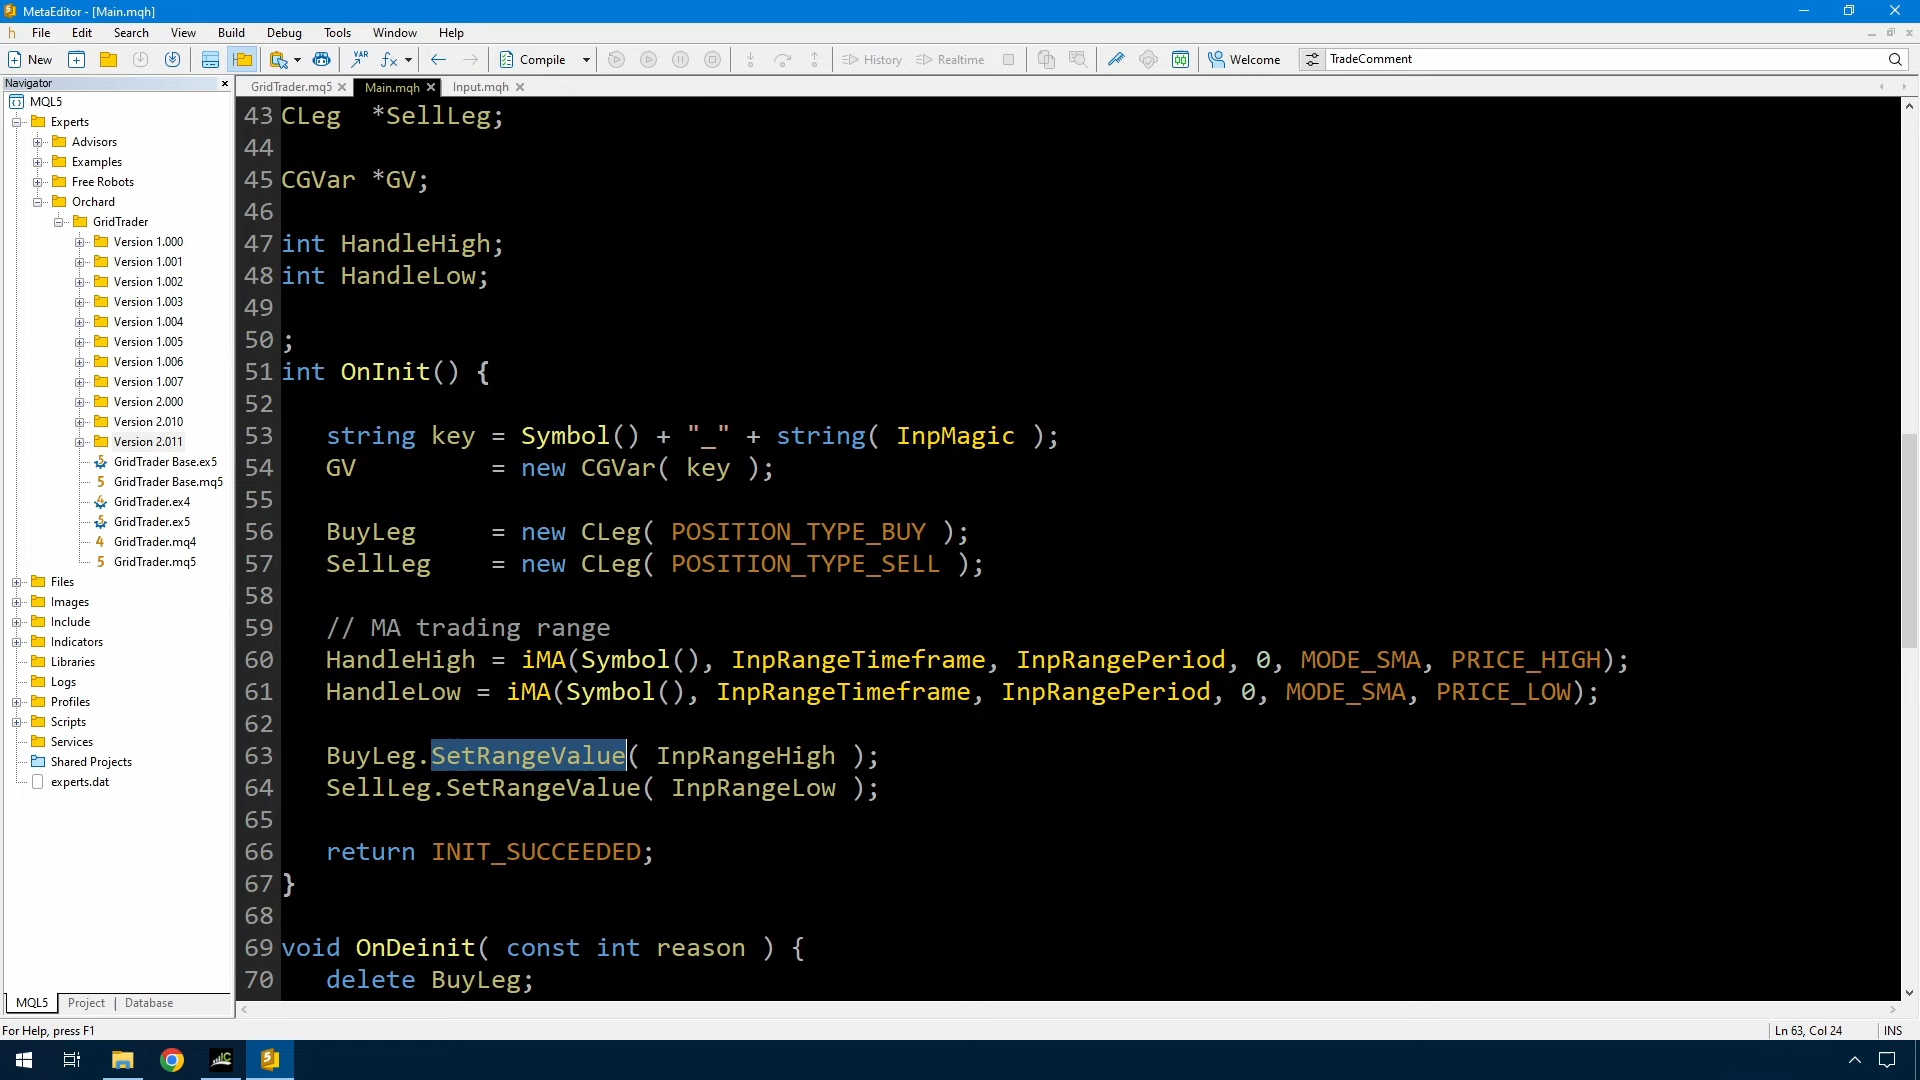 MetaEditor - [Main.mqh]
File Edit Search View Build Debug Tools Window Help
New Compile History Realtime Welcome TradeComment
Navigator
MQL5
Experts
Advisors
Examples
Free Robots
Orchard
GridTrader
Version 1.000
Version 1.001
Version 1.002
Version 1.003
Version 1.004
Version 1.005
Version 1.006
Version 1.007
Version 2.000
Version 2.010
Version 2.011
GridTrader Base.ex5
GridTrader Base.mq5
GridTrader.ex4
GridTrader.ex5
GridTrader.mq4
GridTrader.mq5
Files
Images
Include
Indicators
Libraries
Logs
Profiles
Scripts
Services
Shared Projects
experts.dat
MQL5 Project Database
GridTrader.mq5 Main.mqh Input.mqh
43 CLeg  *SellLeg;
44
45 CGVar *GV;
46
47 int HandleHigh;
48 int HandleLow;
49
50 ;
51 int OnInit() {
52
53    string key = Symbol() + "_" + string( InpMagic );
54    GV         = new CGVar( key );
55
56    BuyLeg     = new CLeg( POSITION_TYPE_BUY );
57    SellLeg    = new CLeg( POSITION_TYPE_SELL );
58
59    // MA trading range
60    HandleHigh = iMA(Symbol(), InpRangeTimeframe, InpRangePeriod, 0, MODE_SMA, PRICE_HIGH);
61    HandleLow = iMA(Symbol(), InpRangeTimeframe, InpRangePeriod, 0, MODE_SMA, PRICE_LOW);
62
63    BuyLeg.SetRangeValue( InpRangeHigh );
64    SellLeg.SetRangeValue( InpRangeLow );
65
66    return INIT_SUCCEEDED;
67 }
68
69 void OnDeinit( const int reason ) {
70    delete BuyLeg;
For Help, press F1 Ln 63, Col 24 INS